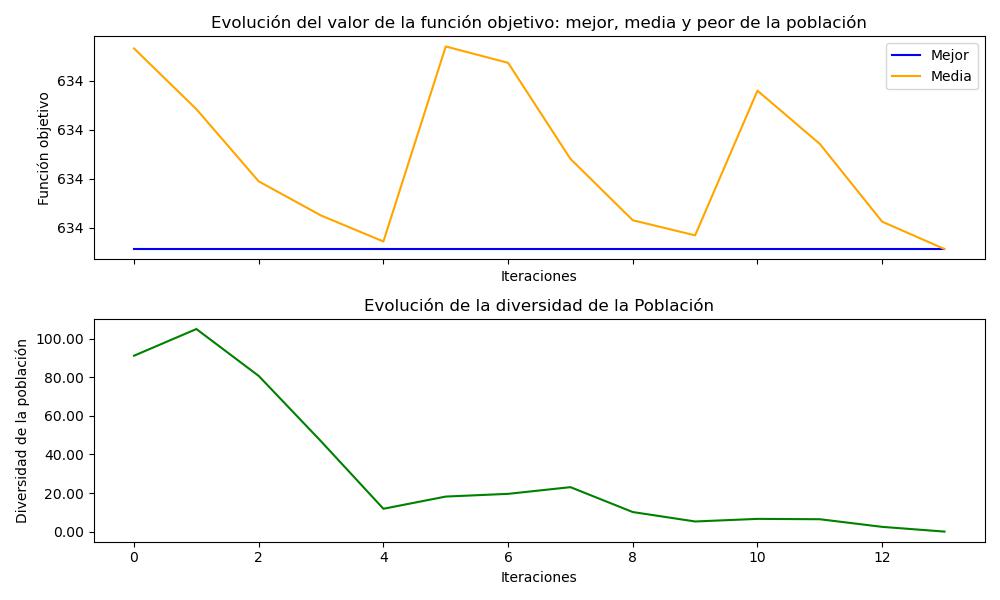 Evolución del valor de la función objetivo: mejor, media y peor de la población
Mejor
Media
634
634
634
634
Función objetivo
Iteraciones
Evolución de la diversidad de la Población
100.00
80.00
60.00
40.00
20.00
0.00
Diversidad de la población
0 2 4 6 8 10 12
Iteraciones